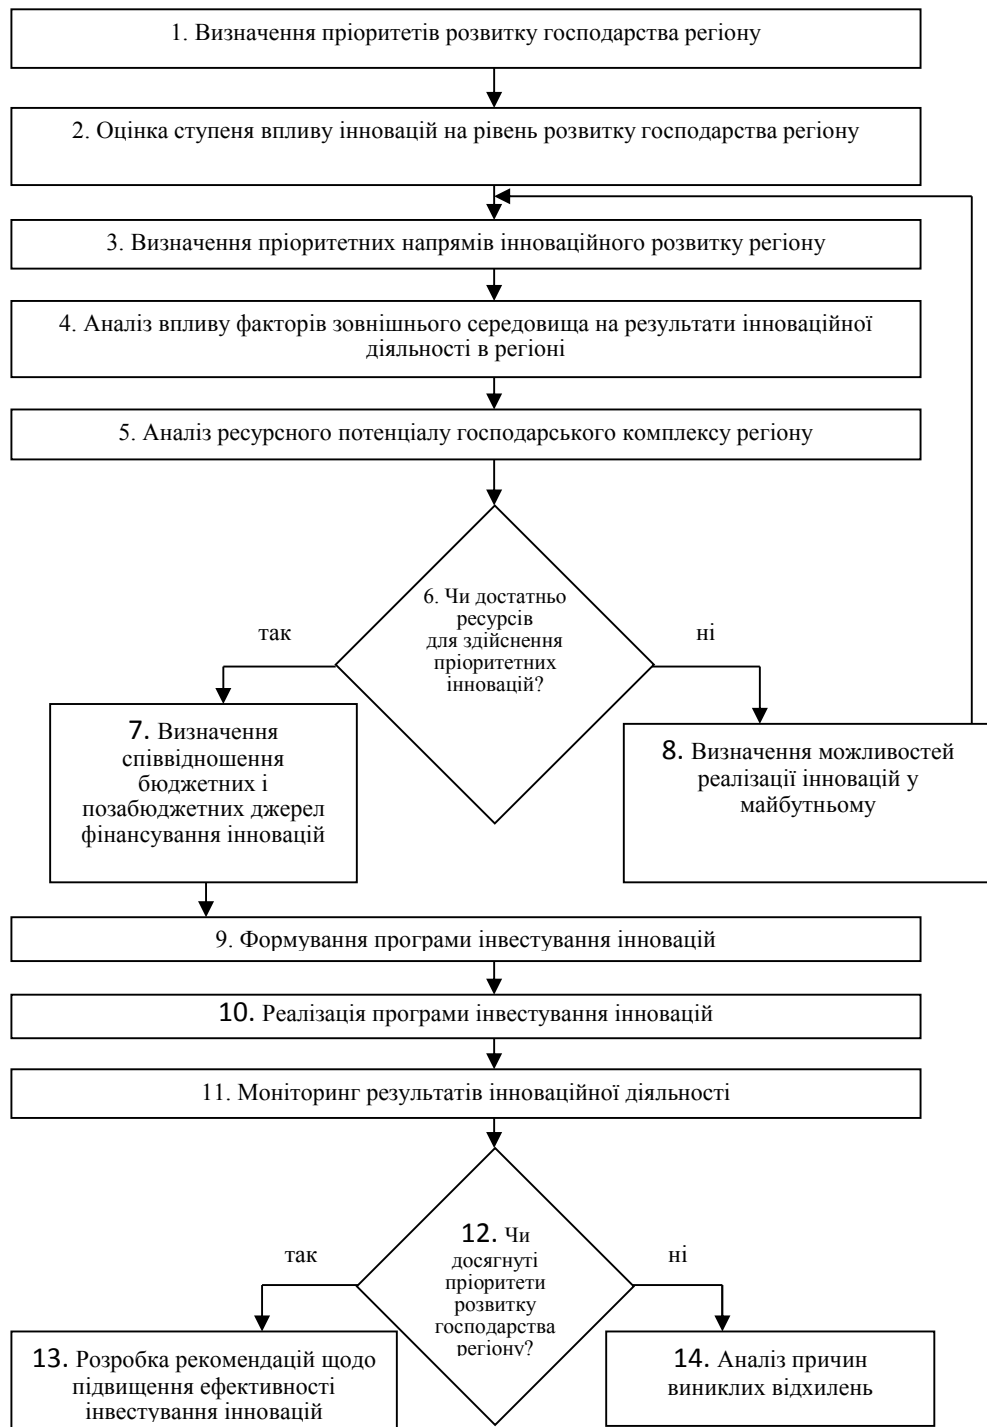 1. Визначення пріоритетів розвитку господарства регіону
2. Оцінка ступеня впливу інновацій на рівень розвитку господарства регіону
3. Визначення пріоритетних напрямів інноваційного розвитку регіону
4. Аналіз впливу факторів зовнішнього середовища на результати інноваційної
діяльності в регіоні
5. Аналіз ресурсного потенціалу господарського комплексу регіону
6. Чи достатньо
ресурсів
для здійснення
пріоритетних
інновацій?
так
ні
7. Визначення
співвідношення
бюджетних і
позабюджетних джерел
фінансування інновацій
8. Визначення можливостей
реалізації інновацій у
майбутньому
9. Формування програми інвестування інновацій
10. Реалізація програми інвестування інновацій
11. Моніторинг результатів інноваційної діяльності
12. Чи
досягнуті
пріоритети
розвитку
господарства
регіону?
так
ні
13. Розробка рекомендацій щодо
підвищення ефективності
інвестування інновацій
14. Аналіз причин
виниклих відхилень